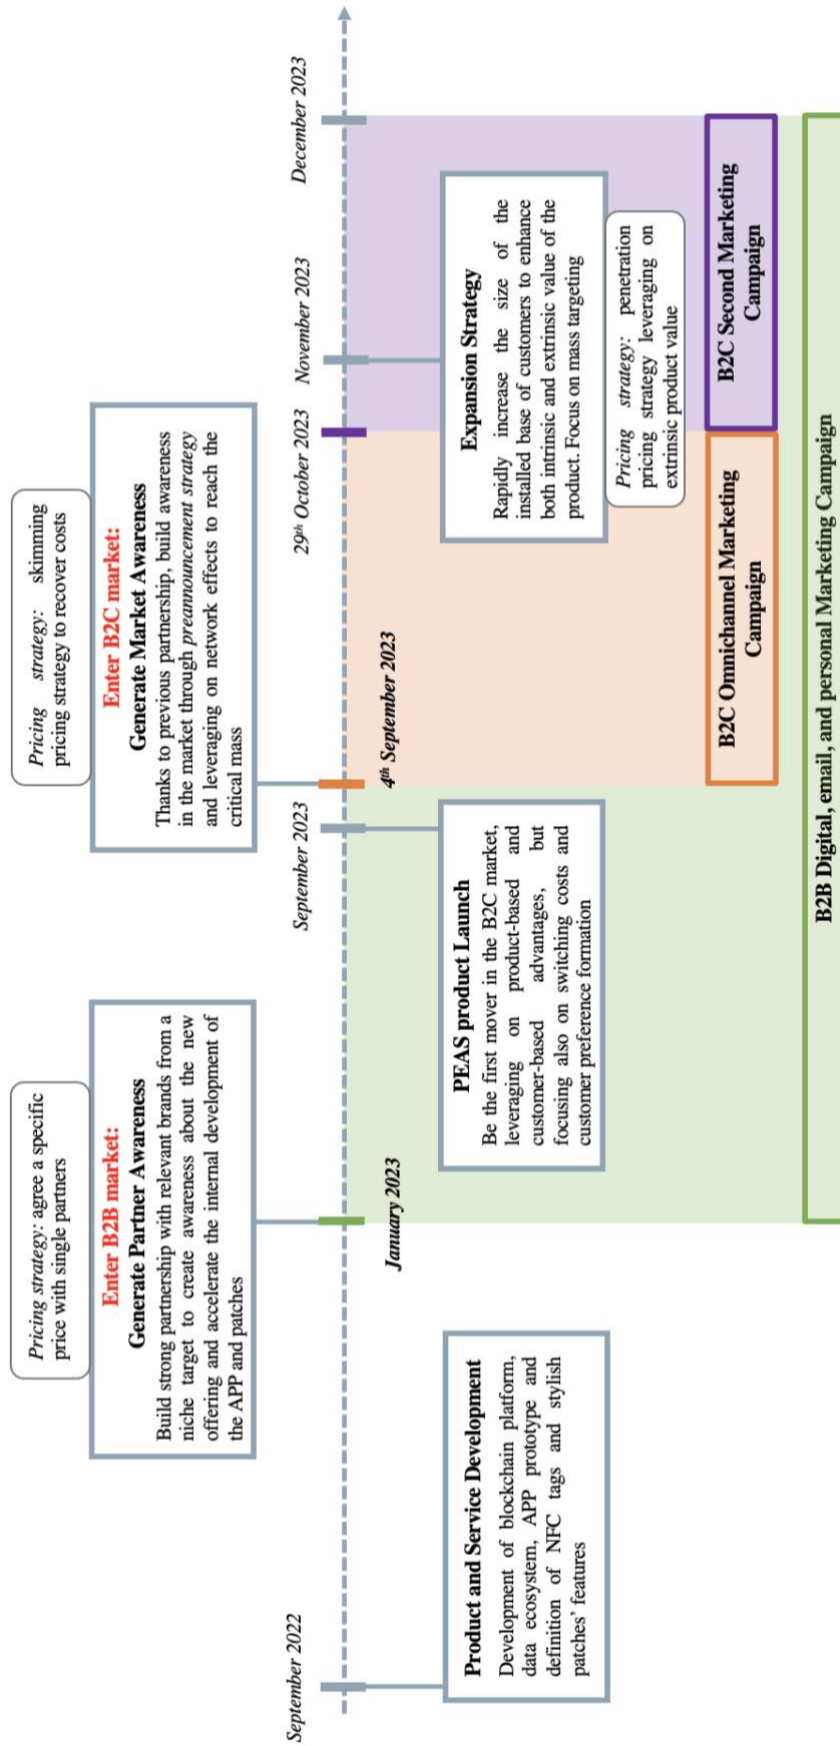 Pricing strategy: agree a specific
price with single partners
Enter B2B market:
Generate Partner Awareness
Build strong partnership with relevant brands from a
niche target to create awareness about the new
offering and accelerate the internal development of
the APP and patches
Pricing strategy: skimming
pricing strategy to recover costs
Enter B2C market:
Generate Market Awareness
Thanks to previous partnership, build awareness
in the market through preannouncement strategy
and leveraging on network effects to reach the
critical mass
September 2022
January 2023
September 2023
4th September 2023
29th October 2023
November 2023
December 2023
Product and Service Development
Development of blockchain platform,
data ecosystem, APP prototype and
definition of NFC tags and stylish
patches' features
PEAS product Launch
Be the first mover in the B2C market,
leveraging on product-based and
customer-based advantages, but
focusing also on switching costs and
customer preference formation
Expansion Strategy
Rapidly increase the size of the
installed base of customers to enhance
both intrinsic and extrinsic value of the
product. Focus on mass targeting
Pricing strategy: penetration
pricing strategy leveraging on
extrinsic product value
B2C Omnichannel Marketing
Campaign
B2C Second Marketing
Campaign
B2B Digital, email, and personal Marketing Campaign